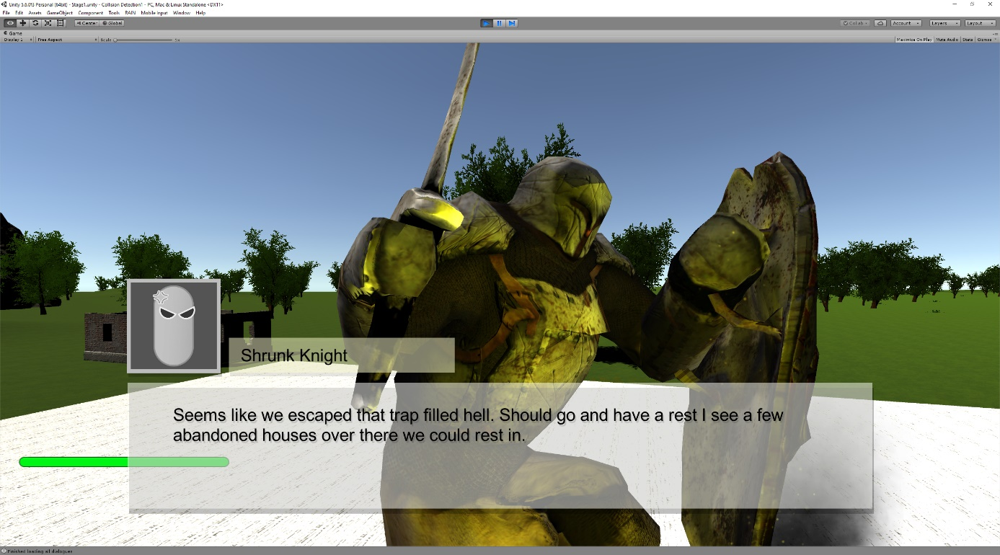 Unity 5.6.0f3 Personal (64bit) - Stage1.unity - Collision Detection1 - PC, Mac & Linux Standalone <DX11>
File Edit Assets GameObject Component Tools RAIN Mobile Input Window Help
Center Global Collab Account Layers Layout
Game
Display 1 Free Aspect Scale 1x Maximize On Play Mute Audio Stats Gizmos
Shrunk Knight
Seems like we escaped that trap filled hell. Should go and have a rest I see a few
abandoned houses over there we could rest in.
Finished loading all dialogues